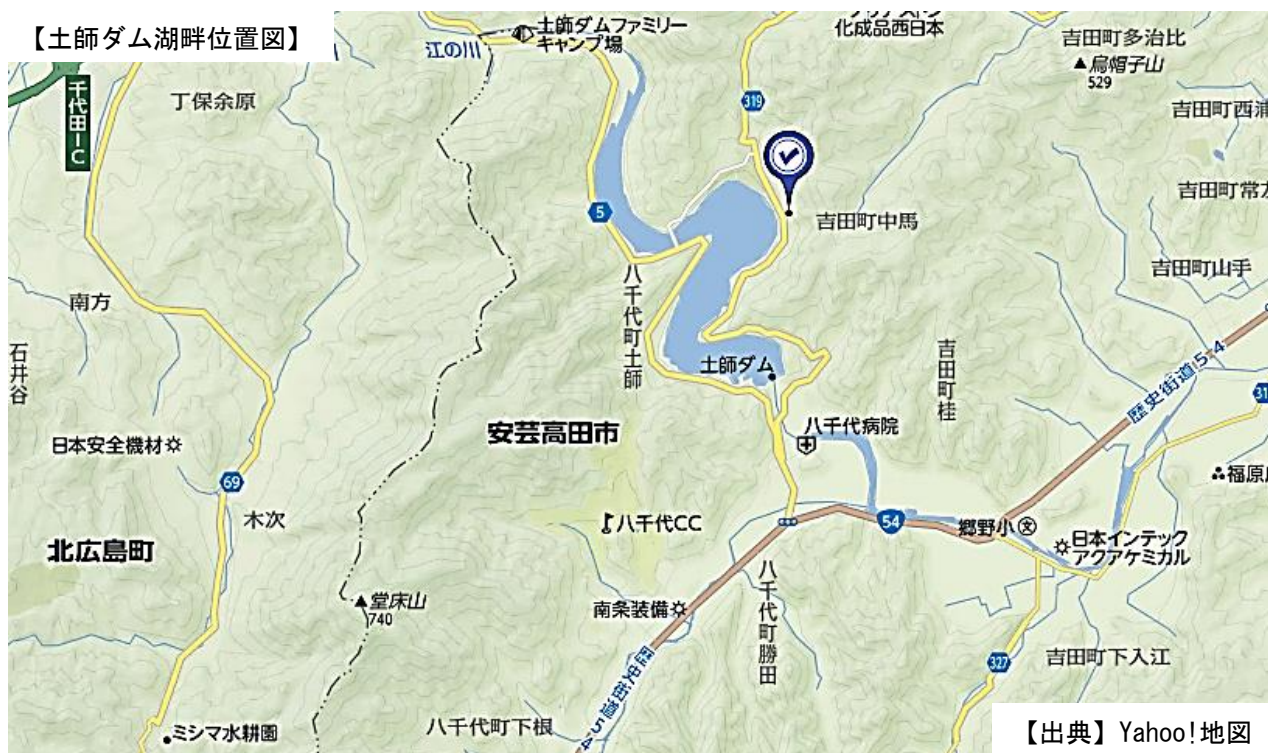 【土師ダム湖畔位置図】
江の川
土師ダムファミリー
キャンプ場
化成品西日本
吉田町多治比
烏帽子山
529
千代田IC
丁保余原
319
吉田町西浦
5
吉田町中馬
吉田町山手
南方
八千代町土師
石井谷
土師ダム
吉田町桂
歴史街道54
安芸高田市
八千代病院
日本安全機材
69
木次
八千代CC
54
郷野小
日本インテック
アクアケミカル
北広島町
堂床山
740
南条装備
八千代町勝田
歴史街道54
327
吉田町下入江
八千代町下根
ミシマ水耕園
【出典】Yahoo!地図